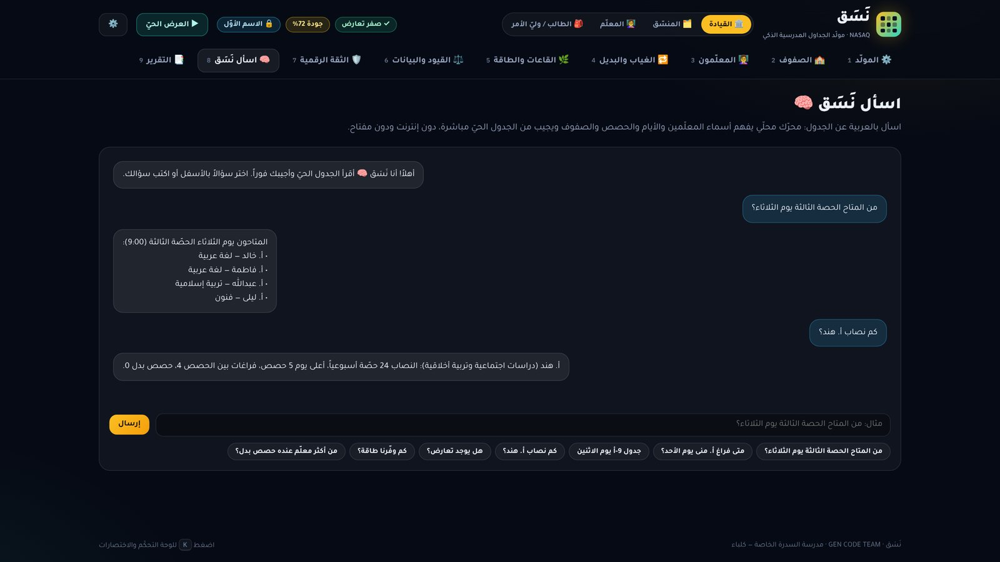 نَسَق
NASAQ · مولّد الجداول المدرسية الذكي
🏛️ القيادة
🗂️ المنسّق
👩‍🏫 المعلّم
🎒 الطالب / وليّ الأمر
✓ صفر تعارض
جودة 72%
🔒 الاسم الأوّل
▶ العرض الحيّ
⚙️
⚙️ المولّد 1
🏫 الصفوف 2
👩‍🏫 المعلّمون 3
🔁 الغياب والبديل 4
🌿 القاعات والطاقة 5
⚖️ القيود والبيانات 6
🛡️ الثقة الرقمية 7
🧠 اسأل نَسَق 8
📑 التقرير 9
اسأل نَسَق 🧠
اسأل بالعربية عن الجدول: محرّك محلّي يفهم أسماء المعلّمين والأيام والحصص والصفوف ويجيب من الجدول الحيّ مباشرة، دون إنترنت ودون مفتاح.
أهلاً! أنا نَسَق 🧠 أقرأ الجدول الحيّ وأجيبك فوراً. اختر سؤالاً بالأسفل أو اكتب سؤالك.
من المتاح الحصة الثالثة يوم الثلاثاء؟
المتاحون يوم الثلاثاء الحصّة الثالثة (9:00):
• أ. خالد – لغة عربية
• أ. فاطمة – لغة عربية
• أ. عبدالله – تربية إسلامية
• أ. ليلى – فنون
كم نصاب أ. هند؟
أ. هند (دراسات اجتماعية وتربية أخلاقية): النصاب 24 حصّة أسبوعياً، أعلى يوم 5 حصص، فراغات بين الحصص 4، حصص بدل 0.
مثال: من المتاح الحصة الثالثة يوم الثلاثاء؟
إرسال
من المتاح الحصة الثالثة يوم الثلاثاء؟
متى فراغ أ. منى يوم الأحد؟
جدول 9-أ يوم الاثنين
كم نصاب أ. هند؟
هل يوجد تعارض؟
كم وفّرنا طاقة؟
من أكثر معلّم عنده حصص بدل؟
نَسَق · GEN CODE TEAM · مدرسة السدرة الخاصة – كلباء
اضغط K للوحة التحكّم والاختصارات